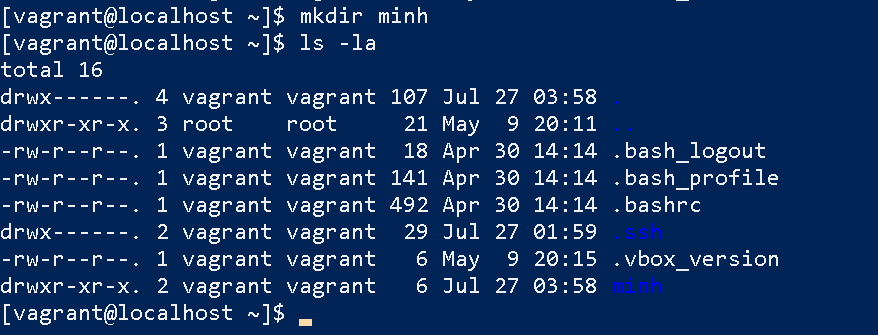 [vagrant@localhost ~]$ mkdir minh
[vagrant@localhost ~]$ ls -la
total 16
drwx------. 4 vagrant vagrant 107 Jul 27 03:58 .
drwxr-xr-x. 3 root    root     21 May  9 20:11 ..
-rw-r--r--. 1 vagrant vagrant  18 Apr 30 14:14 .bash_logout
-rw-r--r--. 1 vagrant vagrant 141 Apr 30 14:14 .bash_profile
-rw-r--r--. 1 vagrant vagrant 492 Apr 30 14:14 .bashrc
drwx------. 2 vagrant vagrant  29 Jul 27 01:59 .ssh
-rw-r--r--. 1 vagrant vagrant   6 May  9 20:15 .vbox_version
drwxr-xr-x. 2 vagrant vagrant   6 Jul 27 03:58 minh
[vagrant@localhost ~]$